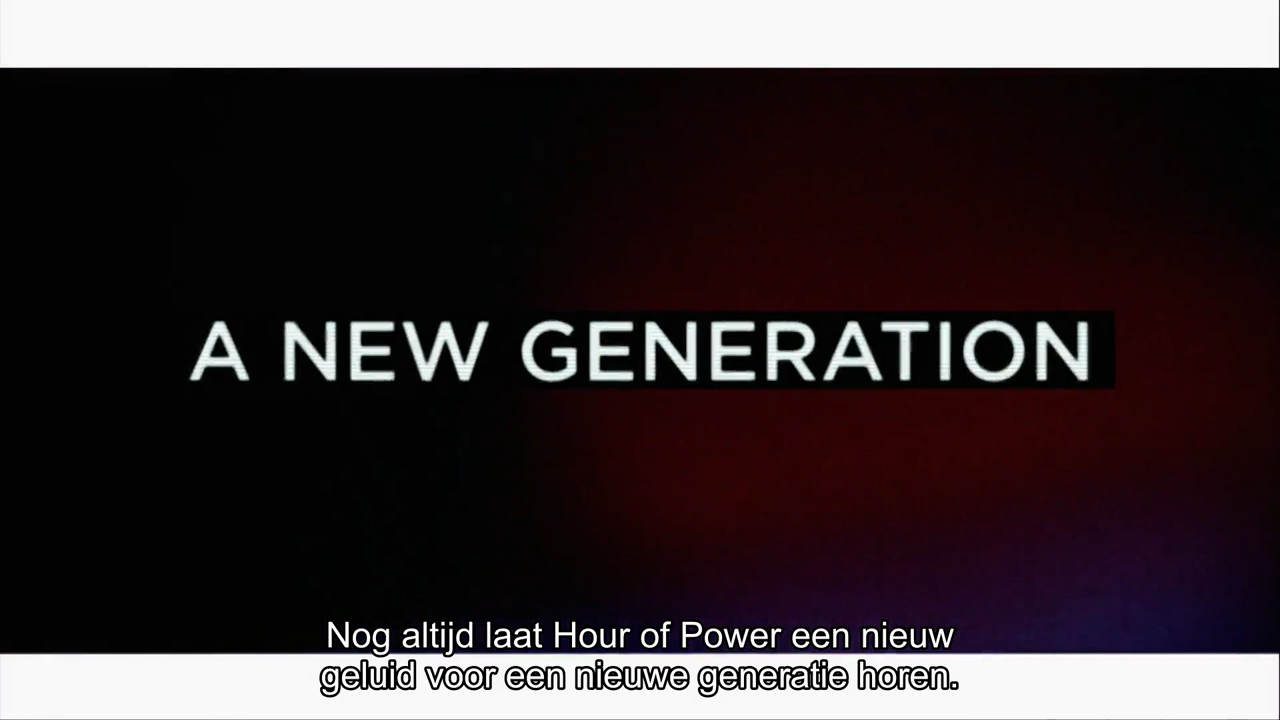 A NEW GENERATION
Nog altijd laat Hour of Power een nieuw
geluid voor een nieuwe generatie horen.